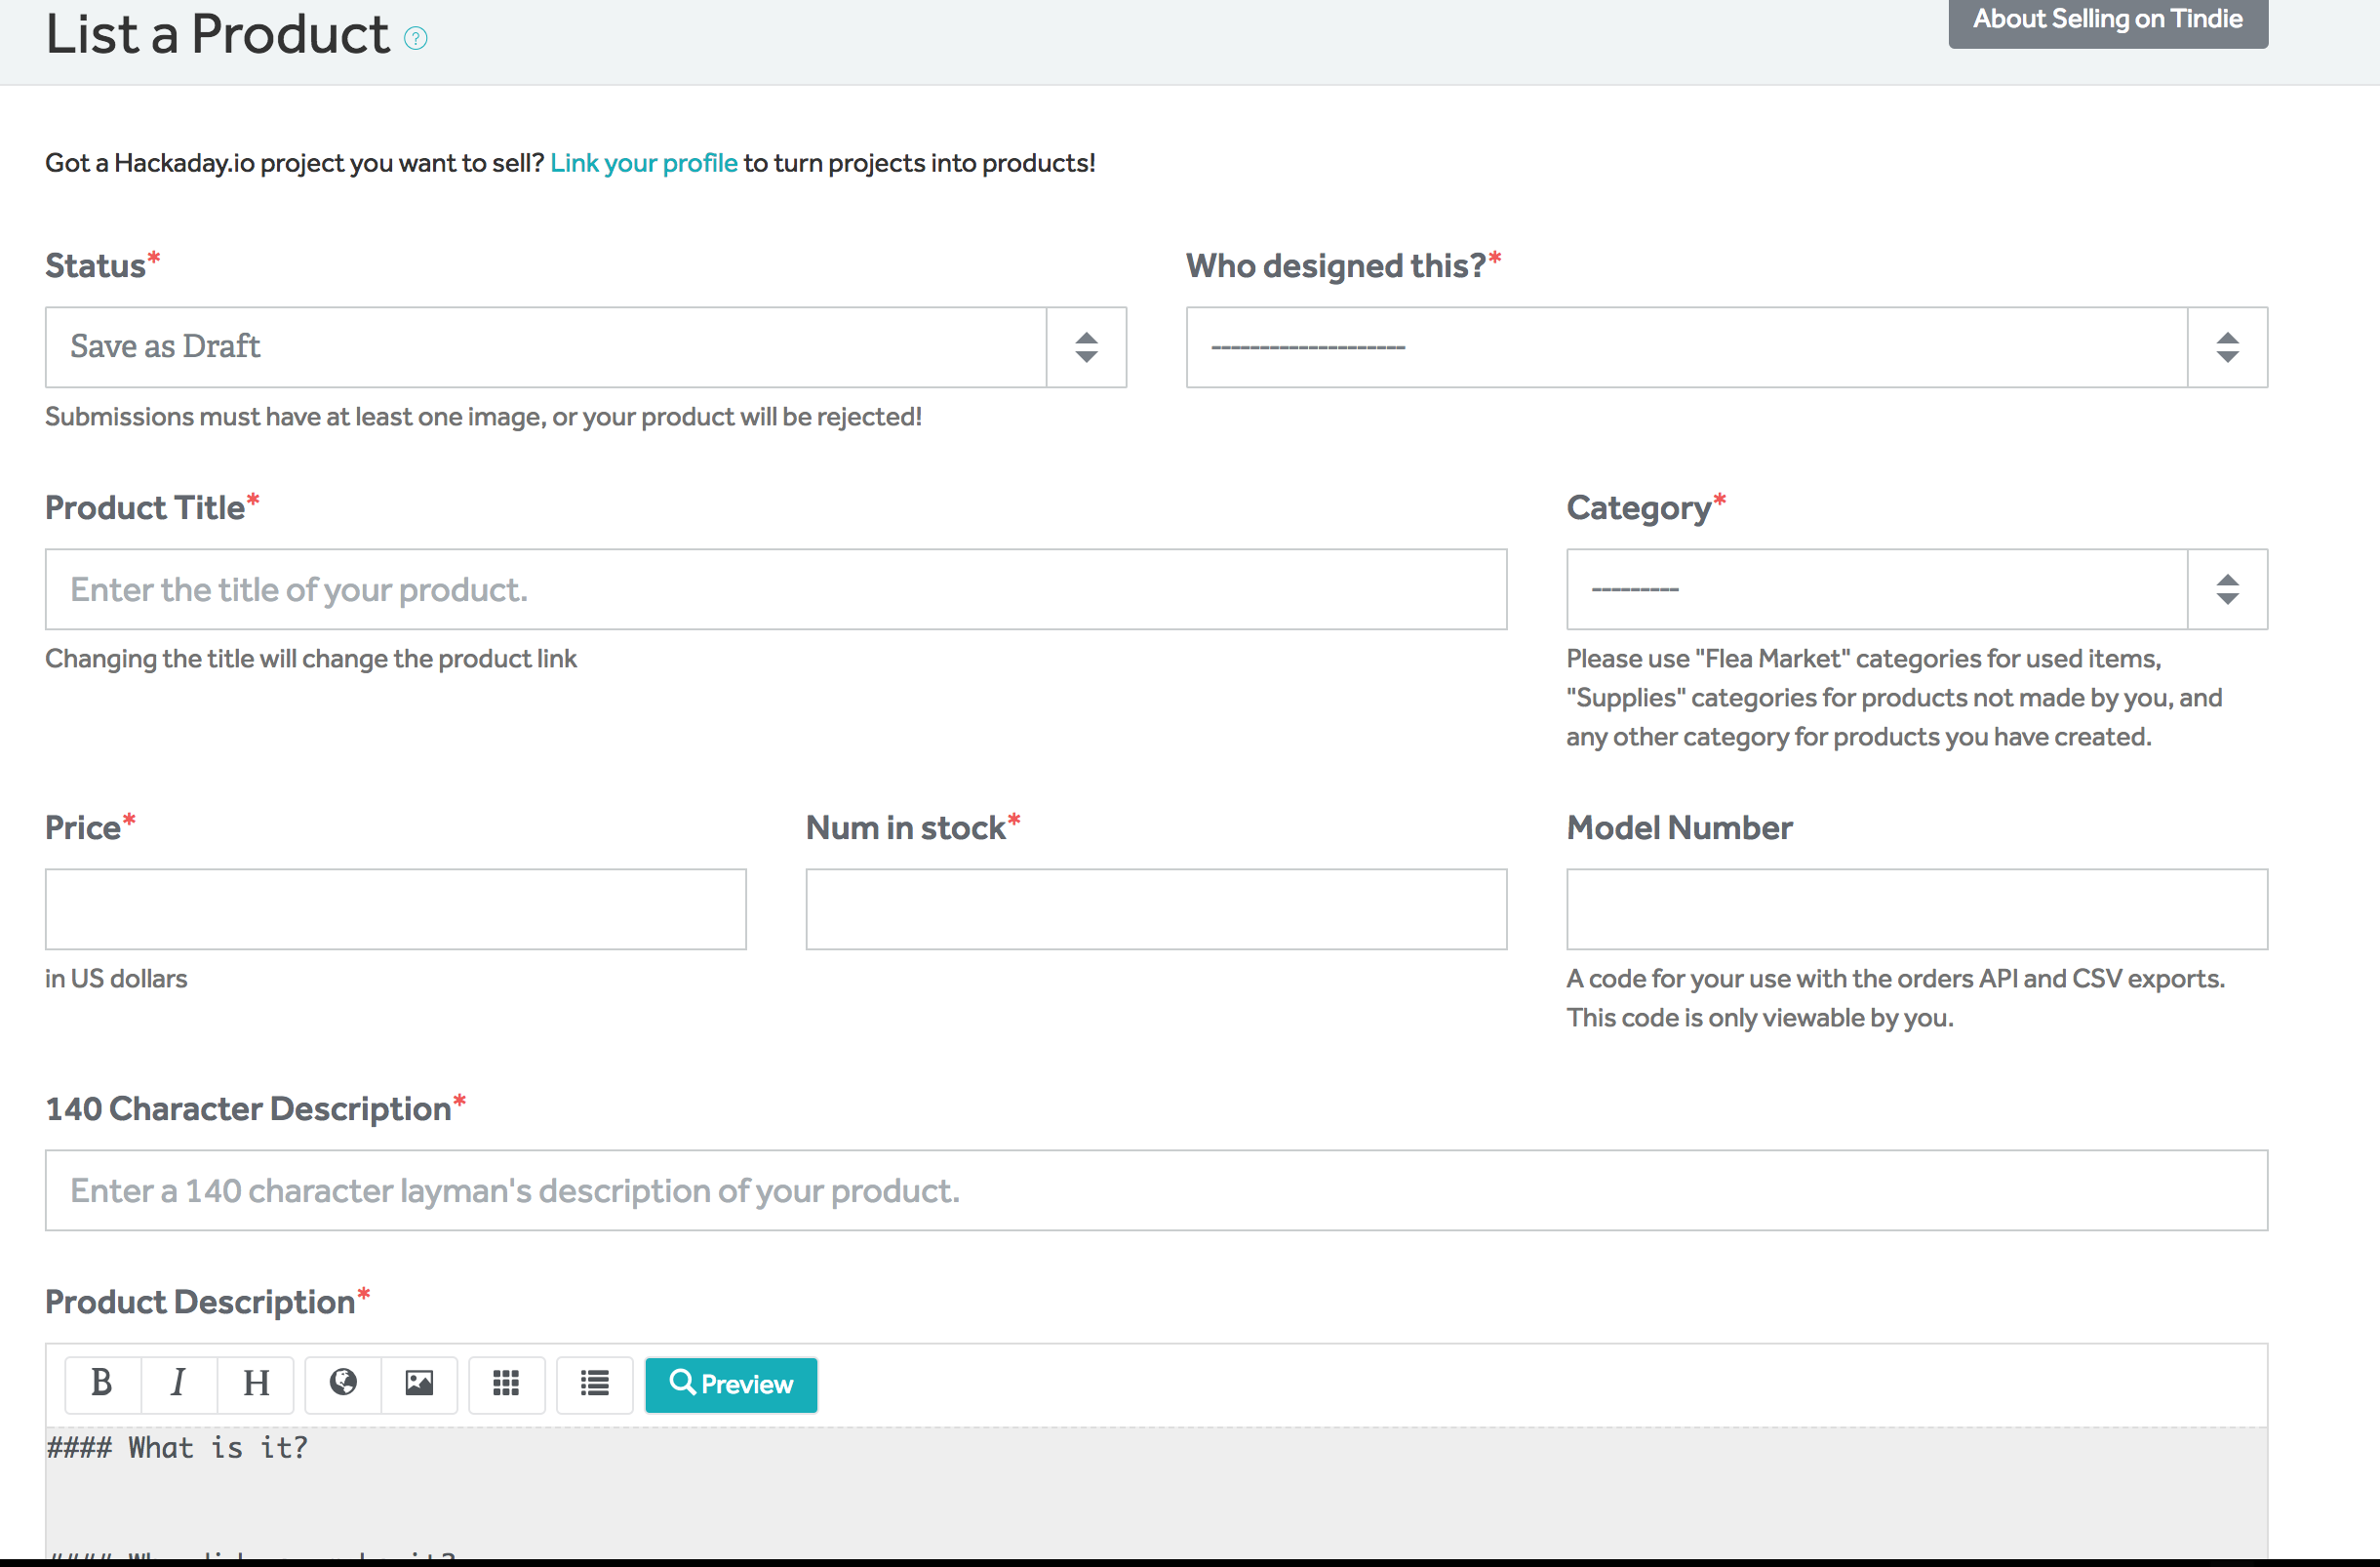 List a Product ?
About Selling on Tindie
Got a Hackaday.io project you want to sell? Link your profile to turn projects into products!
Status*
Who designed this?*
Save as Draft
--------------------
Submissions must have at least one image, or your product will be rejected!
Product Title*
Category*
Enter the title of your product.
---------
Changing the title will change the product link
Please use "Flea Market" categories for used items,
"Supplies" categories for products not made by you, and
any other category for products you have created.
Price*
Num in stock*
Model Number
in US dollars
A code for your use with the orders API and CSV exports.
This code is only viewable by you.
140 Character Description*
Enter a 140 character layman's description of your product.
Product Description*
B I H Preview
#### What is it?